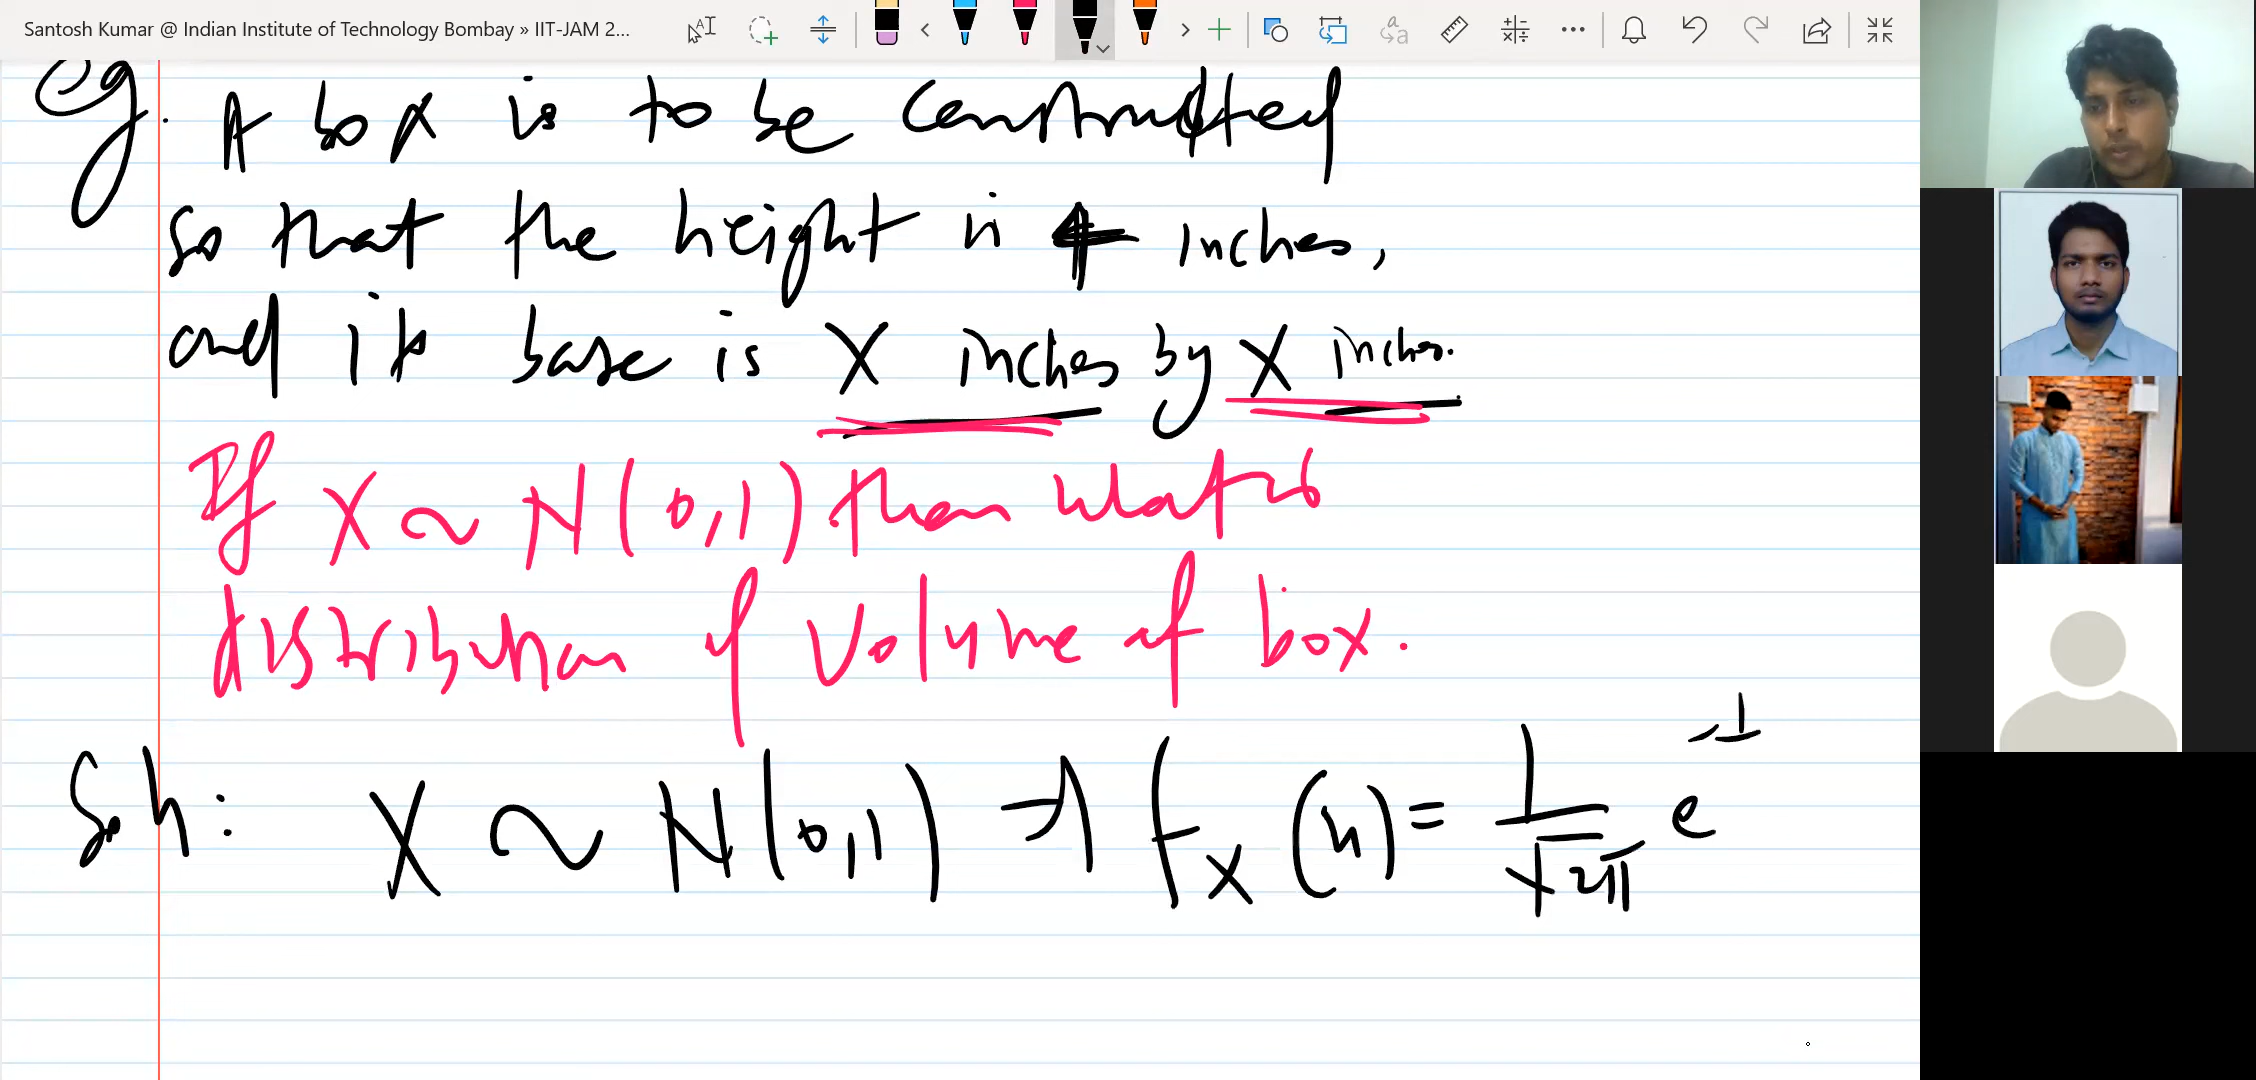 Santosh Kumar @ Indian Institute of Technology Bombay » IIT-JAM 2...
eg. A box is to be constructed
so that the height is 4 inches,
and its base is X inches by X inches.
If X ~ N(0,1) then what is
distribution of volume of box.
Soln: X ~ N(0,1) ⇒ f_X(x) = 1/√2π e^-1